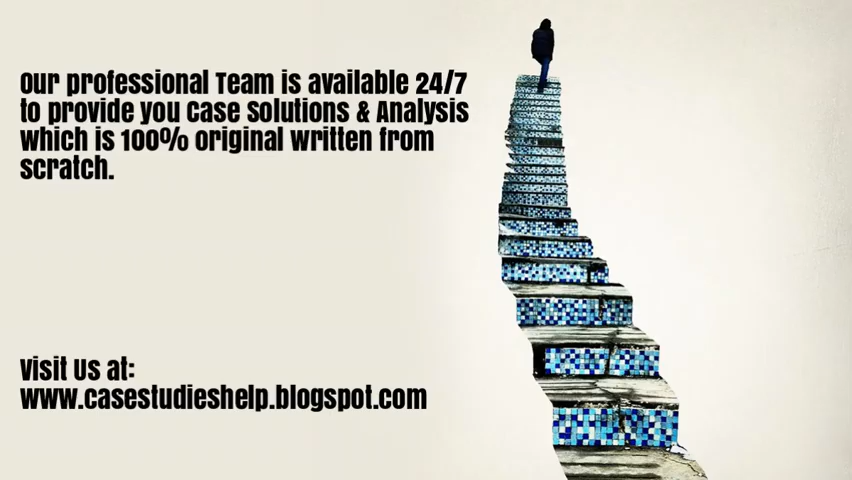 Our professional Team is available 24/7
to provide you Case Solutions & Analysis
which is 100% original written from
scratch.
Visit Us at:
www.casestudieshelp.blogspot.com